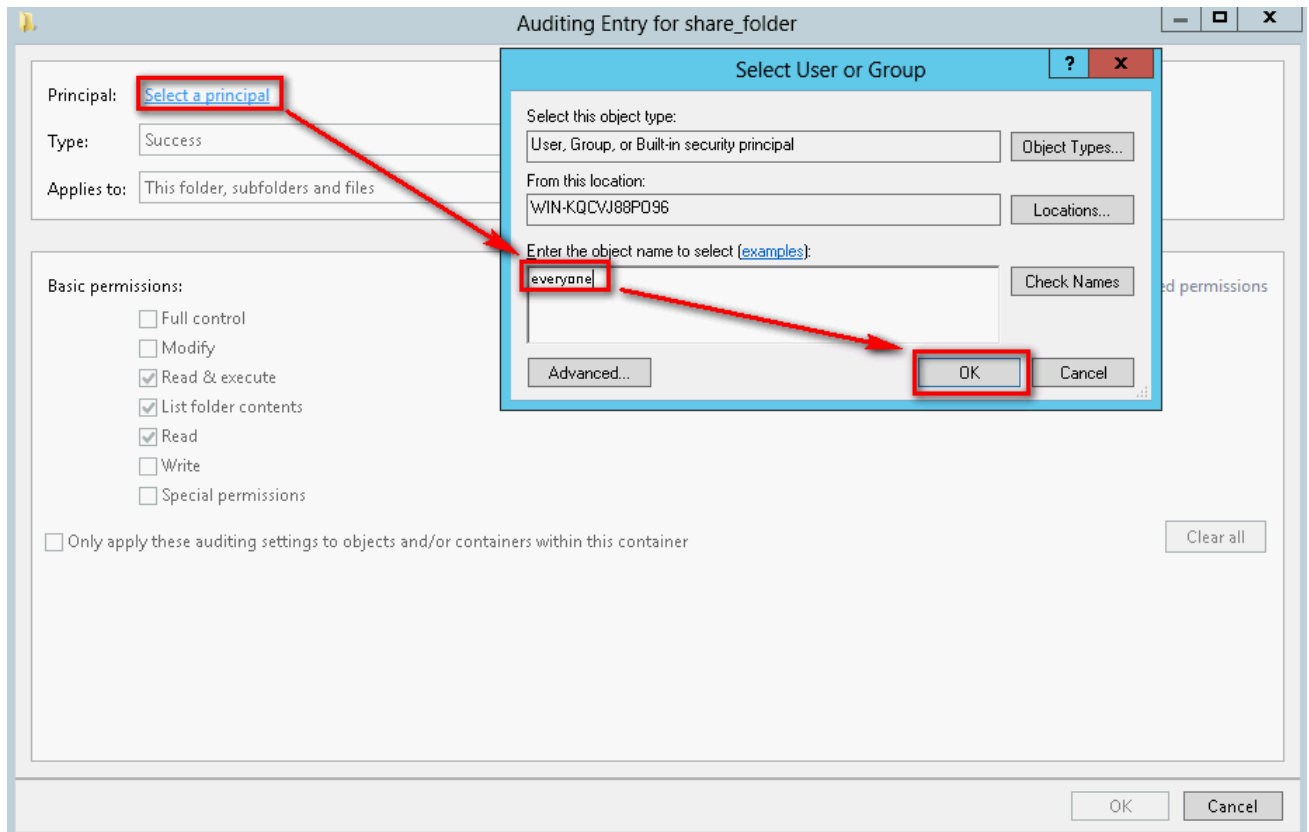 Auditing Entry for share_folder
Principal: Select a principal
Type: Success
Applies to: This folder, subfolders and files
Select User or Group
Select this object type:
User, Group, or Built-in security principal
Object Types...
From this location:
WIN-KQCVJ88PO96
Locations...
Enter the object name to select (examples):
everyone
Check Names
Advanced...
OK
Cancel
Basic permissions:
ed permissions
Full control
Modify
Read & execute
List folder contents
Read
Write
Special permissions
Only apply these auditing settings to objects and/or containers within this container
Clear all
OK
Cancel